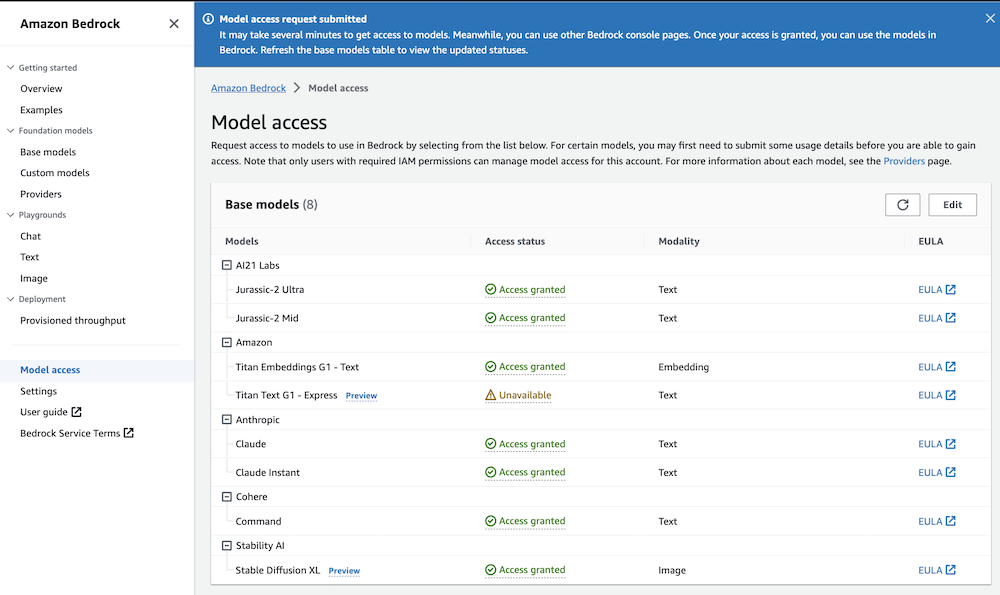 Amazon Bedrock
Getting started
Overview
Examples
Foundation models
Base models
Custom models
Providers
Playgrounds
Chat
Text
Image
Deployment
Provisioned throughput
Model access
Settings
User guide
Bedrock Service Terms
Model access request submitted
It may take several minutes to get access to models. Meanwhile, you can use other Bedrock console pages. Once your access is granted, you can use the models in
Bedrock. Refresh the base models table to view the updated statuses.
Amazon Bedrock > Model access
Model access
Request access to models to use in Bedrock by selecting from the list below. For certain models, you may first need to submit some usage details before you are able to gain
access. Note that only users with required IAM permissions can manage model access for this account. For more information about each model, see the Providers page.
Base models (8) Edit
Models Access status Modality EULA
AI21 Labs
Jurassic-2 Ultra Access granted Text EULA
Jurassic-2 Mid Access granted Text EULA
Amazon
Titan Embeddings G1 - Text Access granted Embedding EULA
Titan Text G1 - Express Preview Unavailable Text EULA
Anthropic
Claude Access granted Text EULA
Claude Instant Access granted Text EULA
Cohere
Command Access granted Text EULA
Stability AI
Stable Diffusion XL Preview Access granted Image EULA